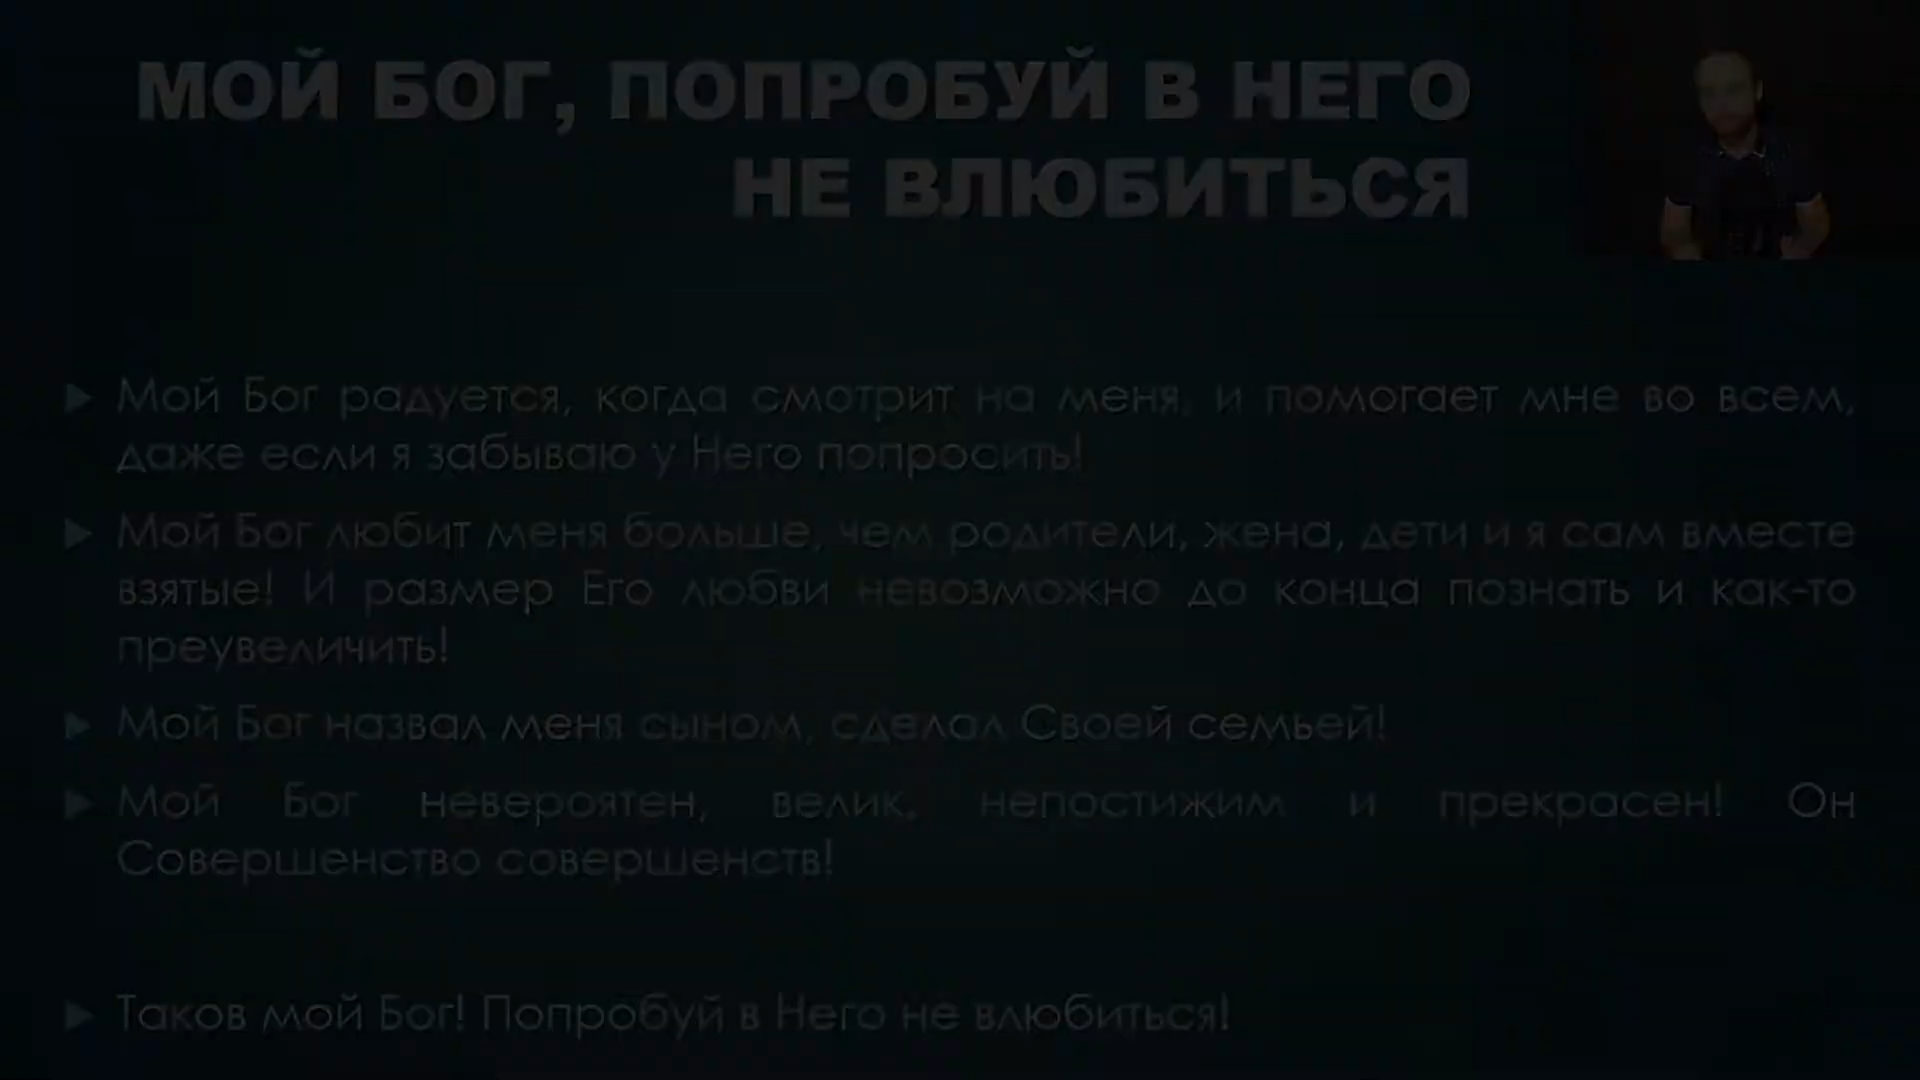 МОЙ БОГ, ПОПРОБУЙ В НЕГО
НЕ ВЛЮБИТЬСЯ
Мой Бог радуется, когда смотрит на меня, и помогает мне во всем,
даже если я забываю у Него попросить!
Мой Бог любит меня больше, чем родители, жена, дети и я сам вместе
взятые! И размер Его любви невозможно до конца познать и как-то
преувеличить!
Мой Бог назвал меня сыном, сделал Своей семьей!
Мой Бог невероятен, велик, непостижим и прекрасен! Он
Совершенство совершенств!
Таков мой Бог! Попробуй в Него не влюбиться!